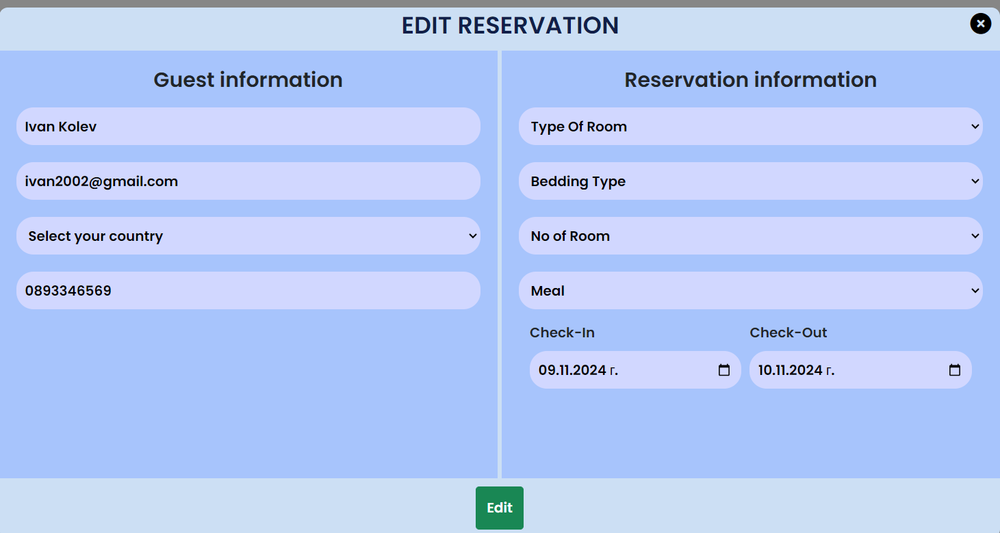 EDIT RESERVATION
Guest information
Ivan Kolev
ivan2002@gmail.com
Select your country
0893346569
Reservation information
Type Of Room
Bedding Type
No of Room
Meal
Check-In
Check-Out
09.11.2024 г.
10.11.2024 г.
Edit